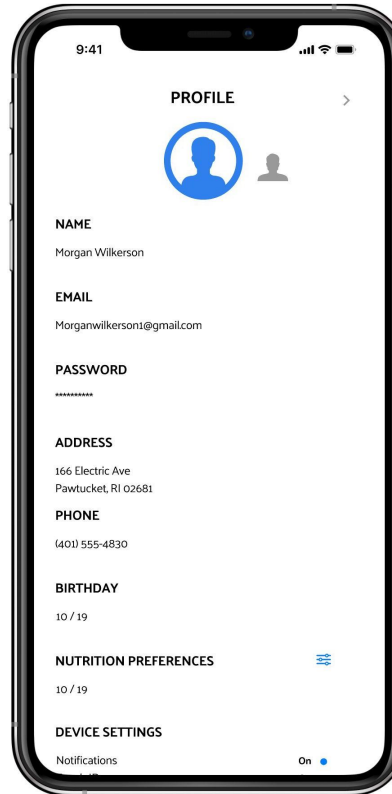 9:41
PROFILE
NAME
Morgan Wilkerson
EMAIL
Morganwilkerson1@gmail.com
PASSWORD
**********
ADDRESS
166 Electric Ave
Pawtucket, RI 02681
PHONE
(401) 555-4830
BIRTHDAY
10 / 19
NUTRITION PREFERENCES
10 / 19
DEVICE SETTINGS
Notifications On